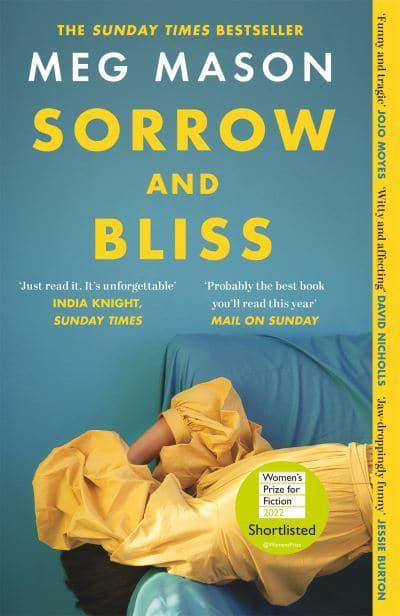 THE SUNDAY TIMES BESTSELLER
MEG MASON
SORROW
AND
BLISS
‘Just read it. It’s unforgettable’
INDIA KNIGHT,
SUNDAY TIMES
‘Probably the best book
you’ll read this year’
MAIL ON SUNDAY
Women’s
Prize for
Fiction
2022
Shortlisted
@WomensPrize
‘Funny and tragic’ JOJO MOYES
‘Witty and affecting’ DAVID NICHOLLS
‘Jaw-droppingly funny’ JESSIE BURTON